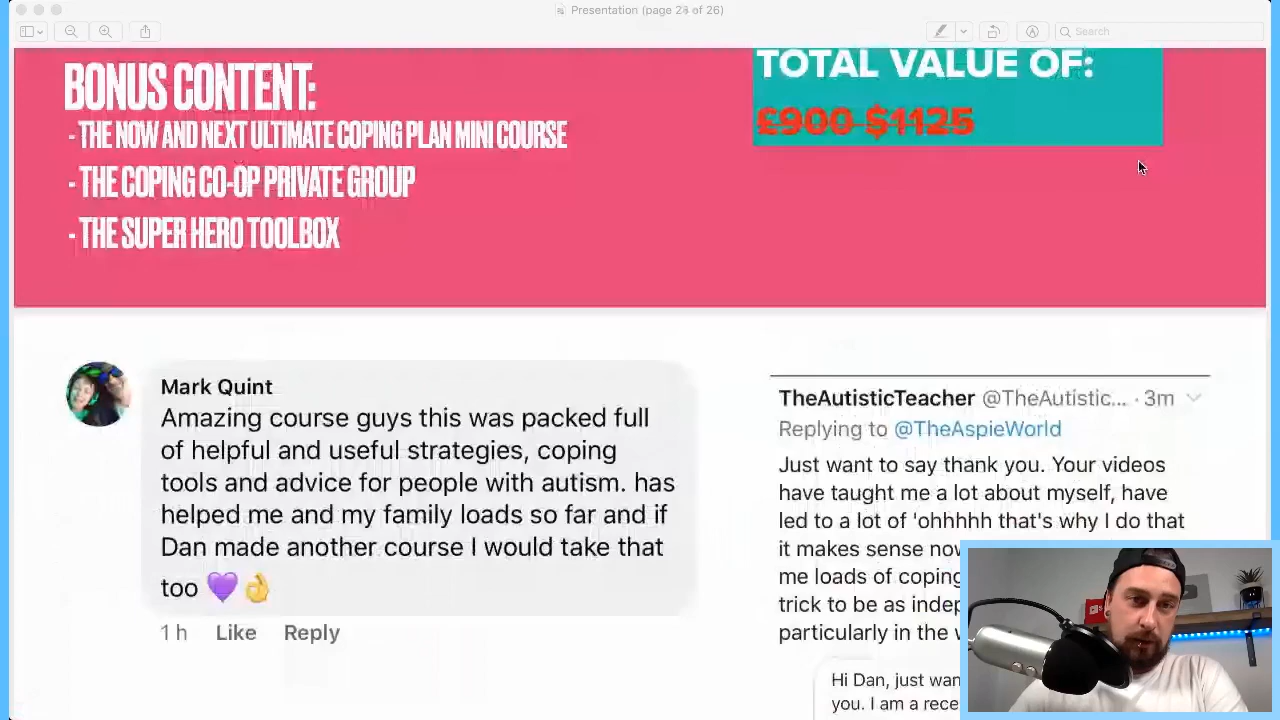 Presentation (page 24 of 26)
Search
BONUS CONTENT:
- THE NOW AND NEXT ULTIMATE COPING PLAN MINI COURSE
- THE COPING CO-OP PRIVATE GROUP
- THE SUPER HERO TOOLBOX
TOTAL VALUE OF:
£900 $1125
Mark Quint
Amazing course guys this was packed full
of helpful and useful strategies, coping
tools and advice for people with autism. has
helped me and my family loads so far and if
Dan made another course I would take that
too 💜👌
1 h Like Reply
TheAutisticTeacher @TheAutistic... · 3m
Replying to @TheAspieWorld
Just want to say thank you. Your videos
have taught me a lot about myself, have
led to a lot of 'ohhhhh that's why I do that
it makes sense now
me loads of coping
trick to be as
particularly in the
Hi Dan, just
you. I am a